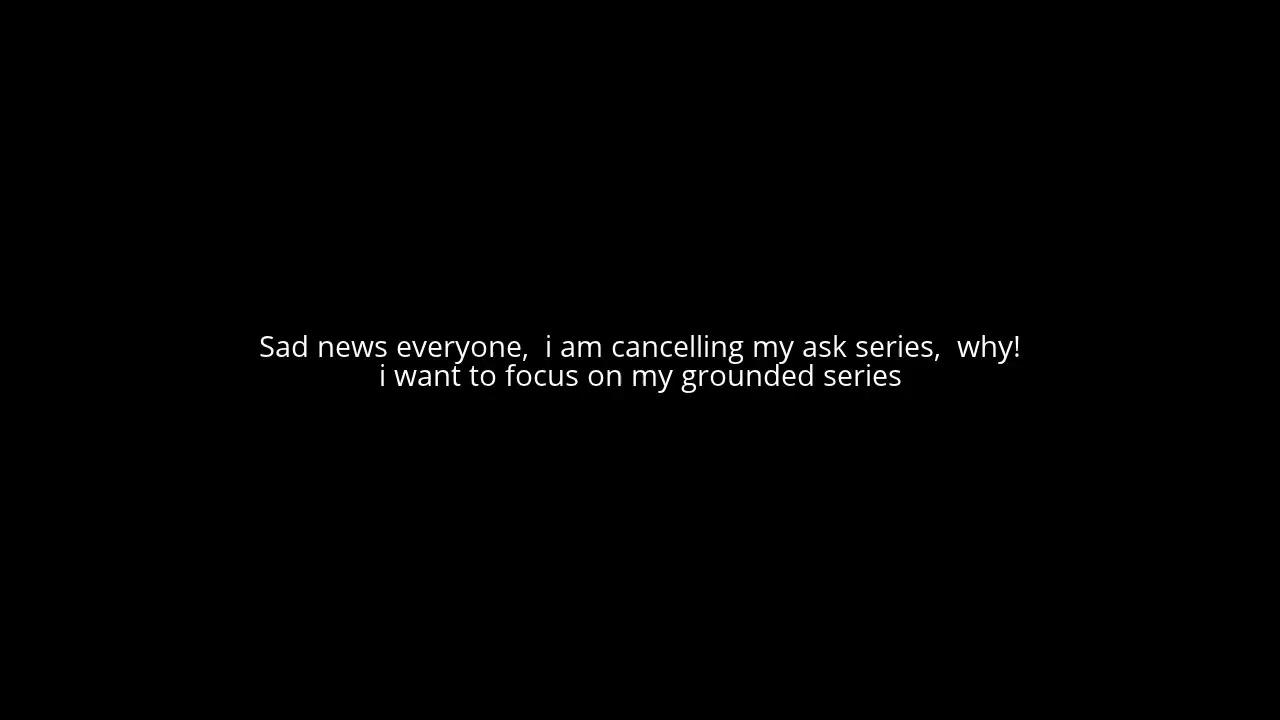 Sad news everyone,  i am cancelling my ask series,  why!
i want to focus on my grounded series